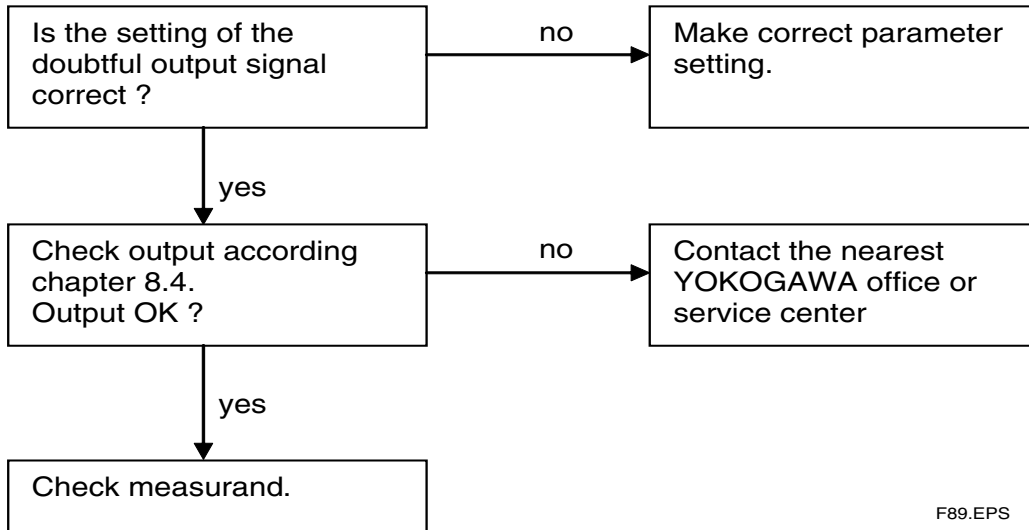 Is the setting of the
doubtful output signal
correct ?
no
Make correct parameter
setting.
yes
Check output according
chapter 8.4.
Output OK ?
no
Contact the nearest
YOKOGAWA office or
service center
yes
Check measurand.
F89.EPS